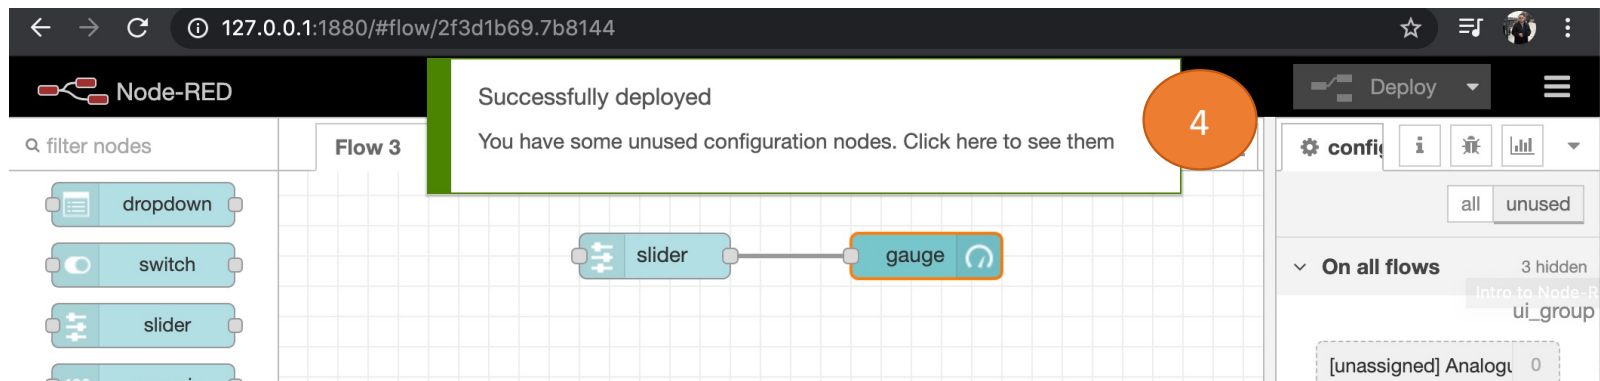 127.0.0.1:1880/#flow/2f3d1b69.7b8144
Node-RED
Successfully deployed
You have some unused configuration nodes. Click here to see them
4
Deploy
filter nodes
Flow 3
config
i
all
unused
dropdown
switch
slider
slider
gauge
On all flows
3 hidden
Intro to Node-R
ui_group
[unassigned] Analogu
0